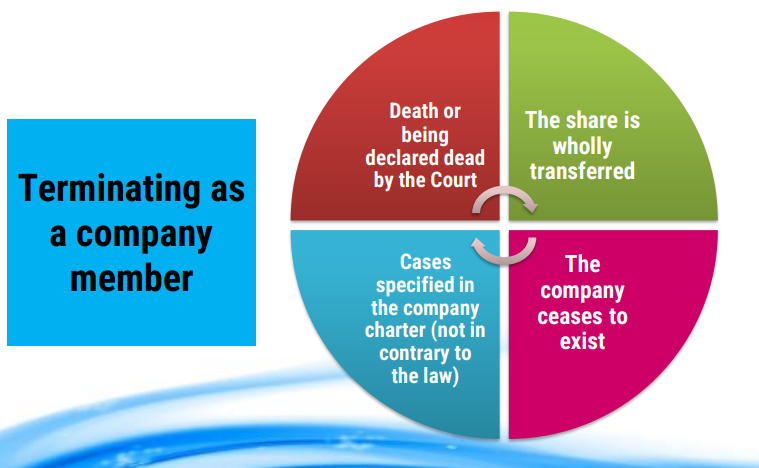 Terminating as
a company
member
Death or
being
declared dead
by the Court
The share is
wholly
transferred
Cases
specified in
the company
charter (not in
contrary to
the law)
The
company
ceases to
exist